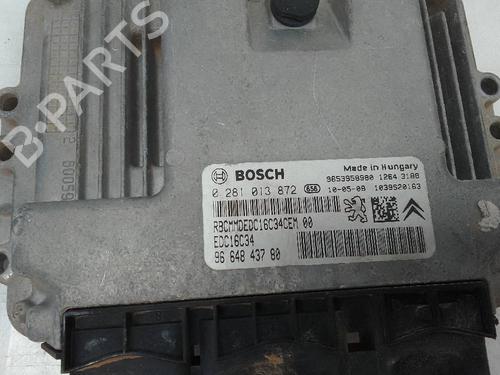 B-PARTS
BOSCH
Made in Hungary
0 281 013 872 656
9653958980 1264 3188
10-05-08 1039S20163
RBCMMDEDC16C34CEM 00
EDC16C34
96 648 437 80